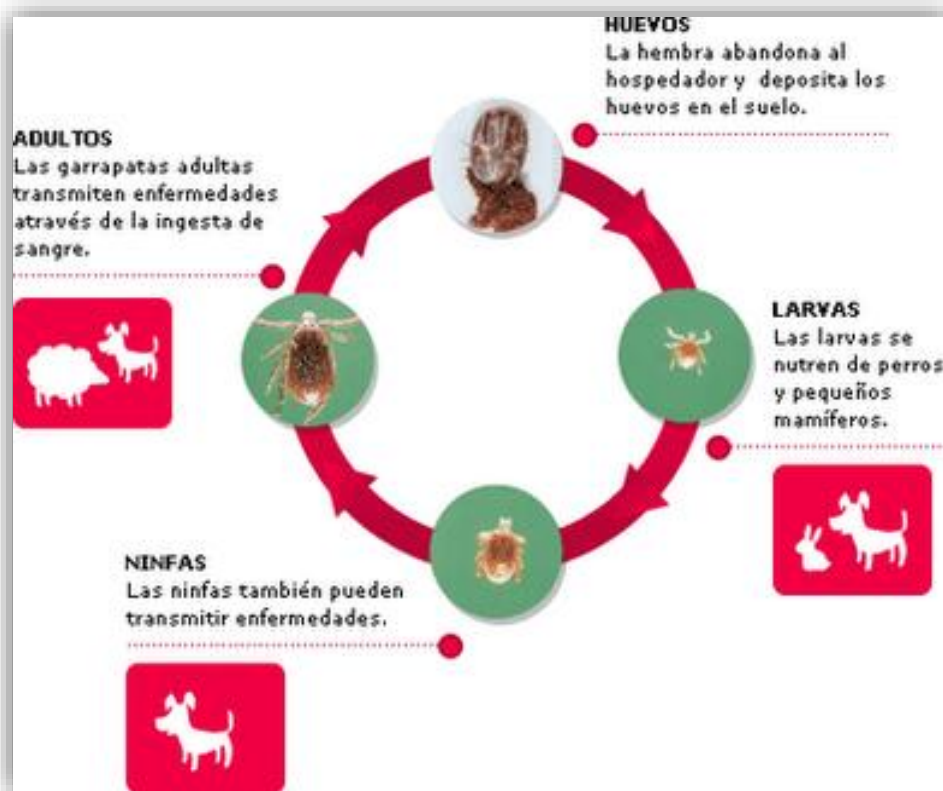 HUEVOS
La hembra abandona al
hospedador y deposita los
huevos en el suelo.
ADULTOS
Las garrapatas adultas
transmiten enfermedades
através de la ingesta de
sangre.
LARVAS
Las larvas se
nutren de perros
y pequeños
mamíferos.
NINFAS
Las ninfas también pueden
transmitir enfermedades.